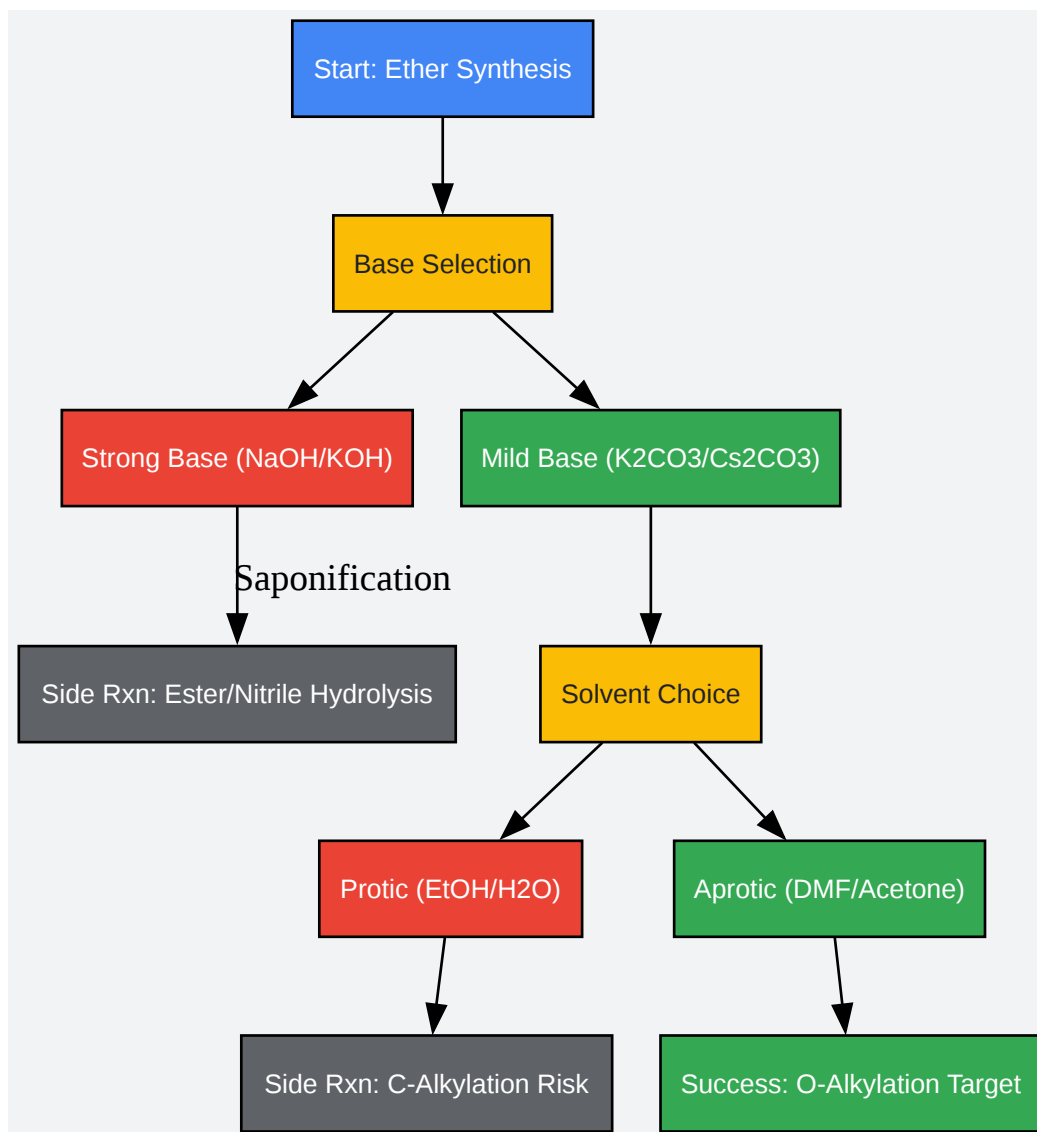 Start: Ether Synthesis
Base Selection
Strong Base (NaOH/KOH)
Mild Base (K2CO3/Cs2CO3)
Saponification
Side Rxn: Ester/Nitrile Hydrolysis
Solvent Choice
Protic (EtOH/H2O)
Aprotic (DMF/Acetone)
Side Rxn: C-Alkylation Risk
Success: O-Alkylation Target